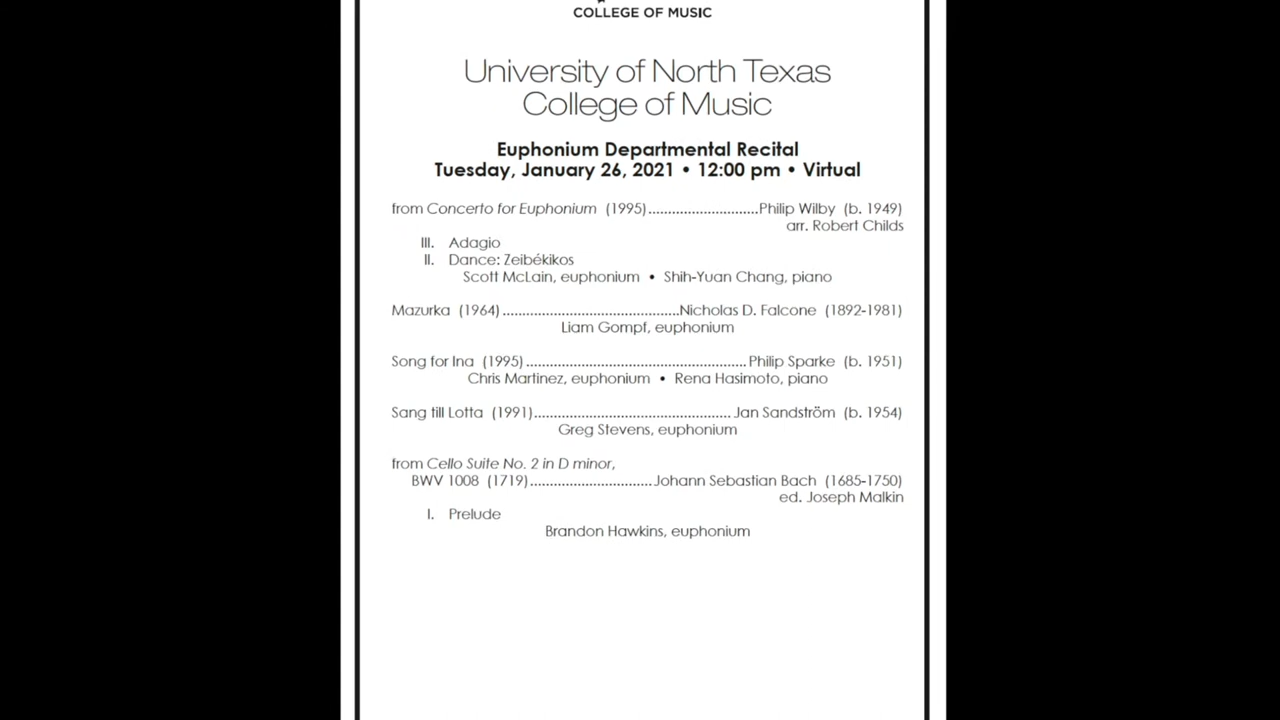 COLLEGE OF MUSIC
University of North Texas
College of Music
Euphonium Departmental Recital
Tuesday, January 26, 2021 • 12:00 pm • Virtual
from Concerto for Euphonium (1995)...........................Philip Wilby (b. 1949)
arr. Robert Childs
III. Adagio
II. Dance: Zeibékikos
Scott McLain, euphonium • Shih-Yuan Chang, piano
Mazurka (1964)...........................................Nicholas D. Falcone (1892-1981)
Liam Gompf, euphonium
Song for Ina (1995)......................................................Philip Sparke (b. 1951)
Chris Martinez, euphonium • Rena Hasimoto, piano
Sang till Lotta (1991)................................................Jan Sandström (b. 1954)
Greg Stevens, euphonium
from Cello Suite No. 2 in D minor,
BWV 1008 (1719)..............................Johann Sebastian Bach (1685-1750)
ed. Joseph Malkin
I. Prelude
Brandon Hawkins, euphonium